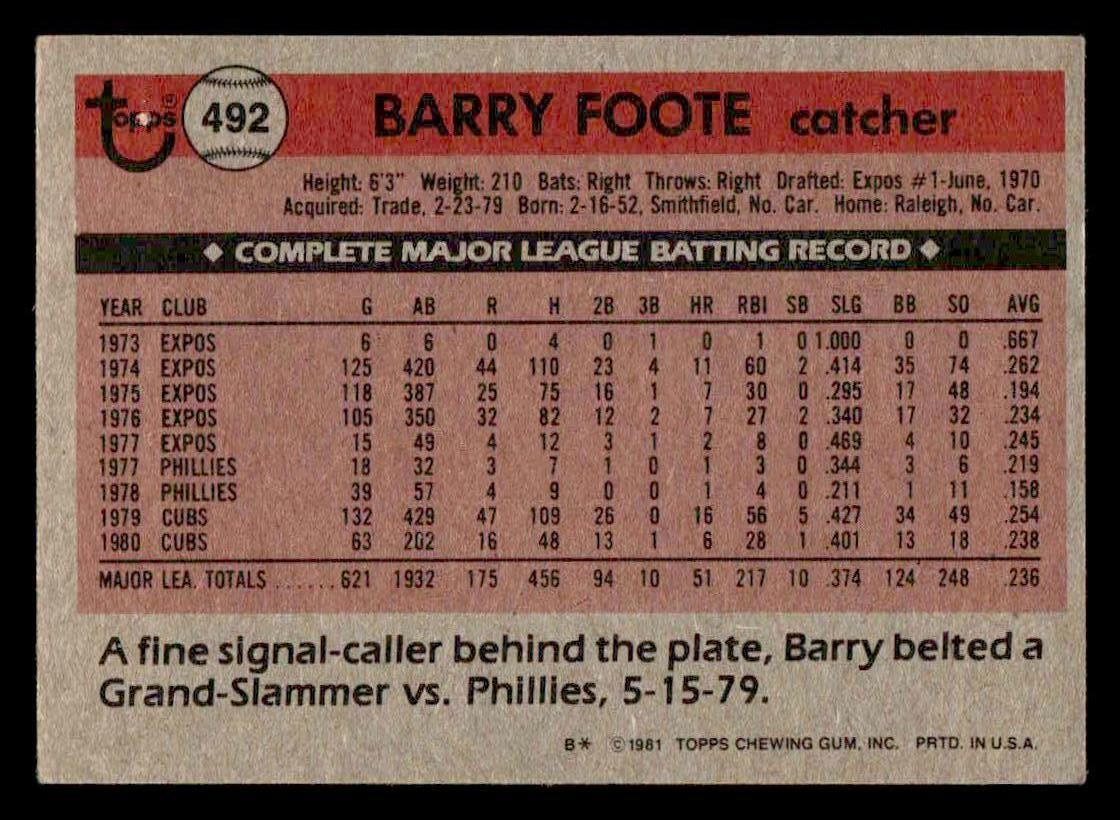 topps® 492 BARRY FOOTE catcher
Height: 6'3" Weight: 210 Bats: Right Throws: Right Drafted: Expos #1-June, 1970
Acquired: Trade, 2-23-79 Born: 2-16-52, Smithfield, No. Car. Home: Raleigh, No. Car.
◆ COMPLETE MAJOR LEAGUE BATTING RECORD ◆
YEAR CLUB G AB R H 2B 3B HR RBI SB SLG BB SO AVG
1973 EXPOS 6 6 0 4 0 1 0 1 0 1.000 0 0 .667
1974 EXPOS 125 420 44 110 23 4 11 60 2 .414 35 74 .262
1975 EXPOS 118 387 25 75 16 1 7 30 0 .295 17 48 .194
1976 EXPOS 105 350 32 82 12 2 7 27 2 .340 17 32 .234
1977 EXPOS 15 49 4 12 3 1 2 8 0 .469 4 10 .245
1977 PHILLIES 18 32 3 7 1 0 1 3 0 .344 3 6 .219
1978 PHILLIES 39 57 4 9 0 0 1 4 0 .211 1 11 .158
1979 CUBS 132 429 47 109 26 0 16 56 5 .427 34 49 .254
1980 CUBS 63 202 16 48 13 1 6 28 1 .401 13 18 .238
MAJOR LEA. TOTALS ...... 621 1932 175 456 94 10 51 217 10 .374 124 248 .236
A fine signal-caller behind the plate, Barry belted a
Grand-Slammer vs. Phillies, 5-15-79.
B* ©1981 TOPPS CHEWING GUM, INC. PRTD. IN U.S.A.